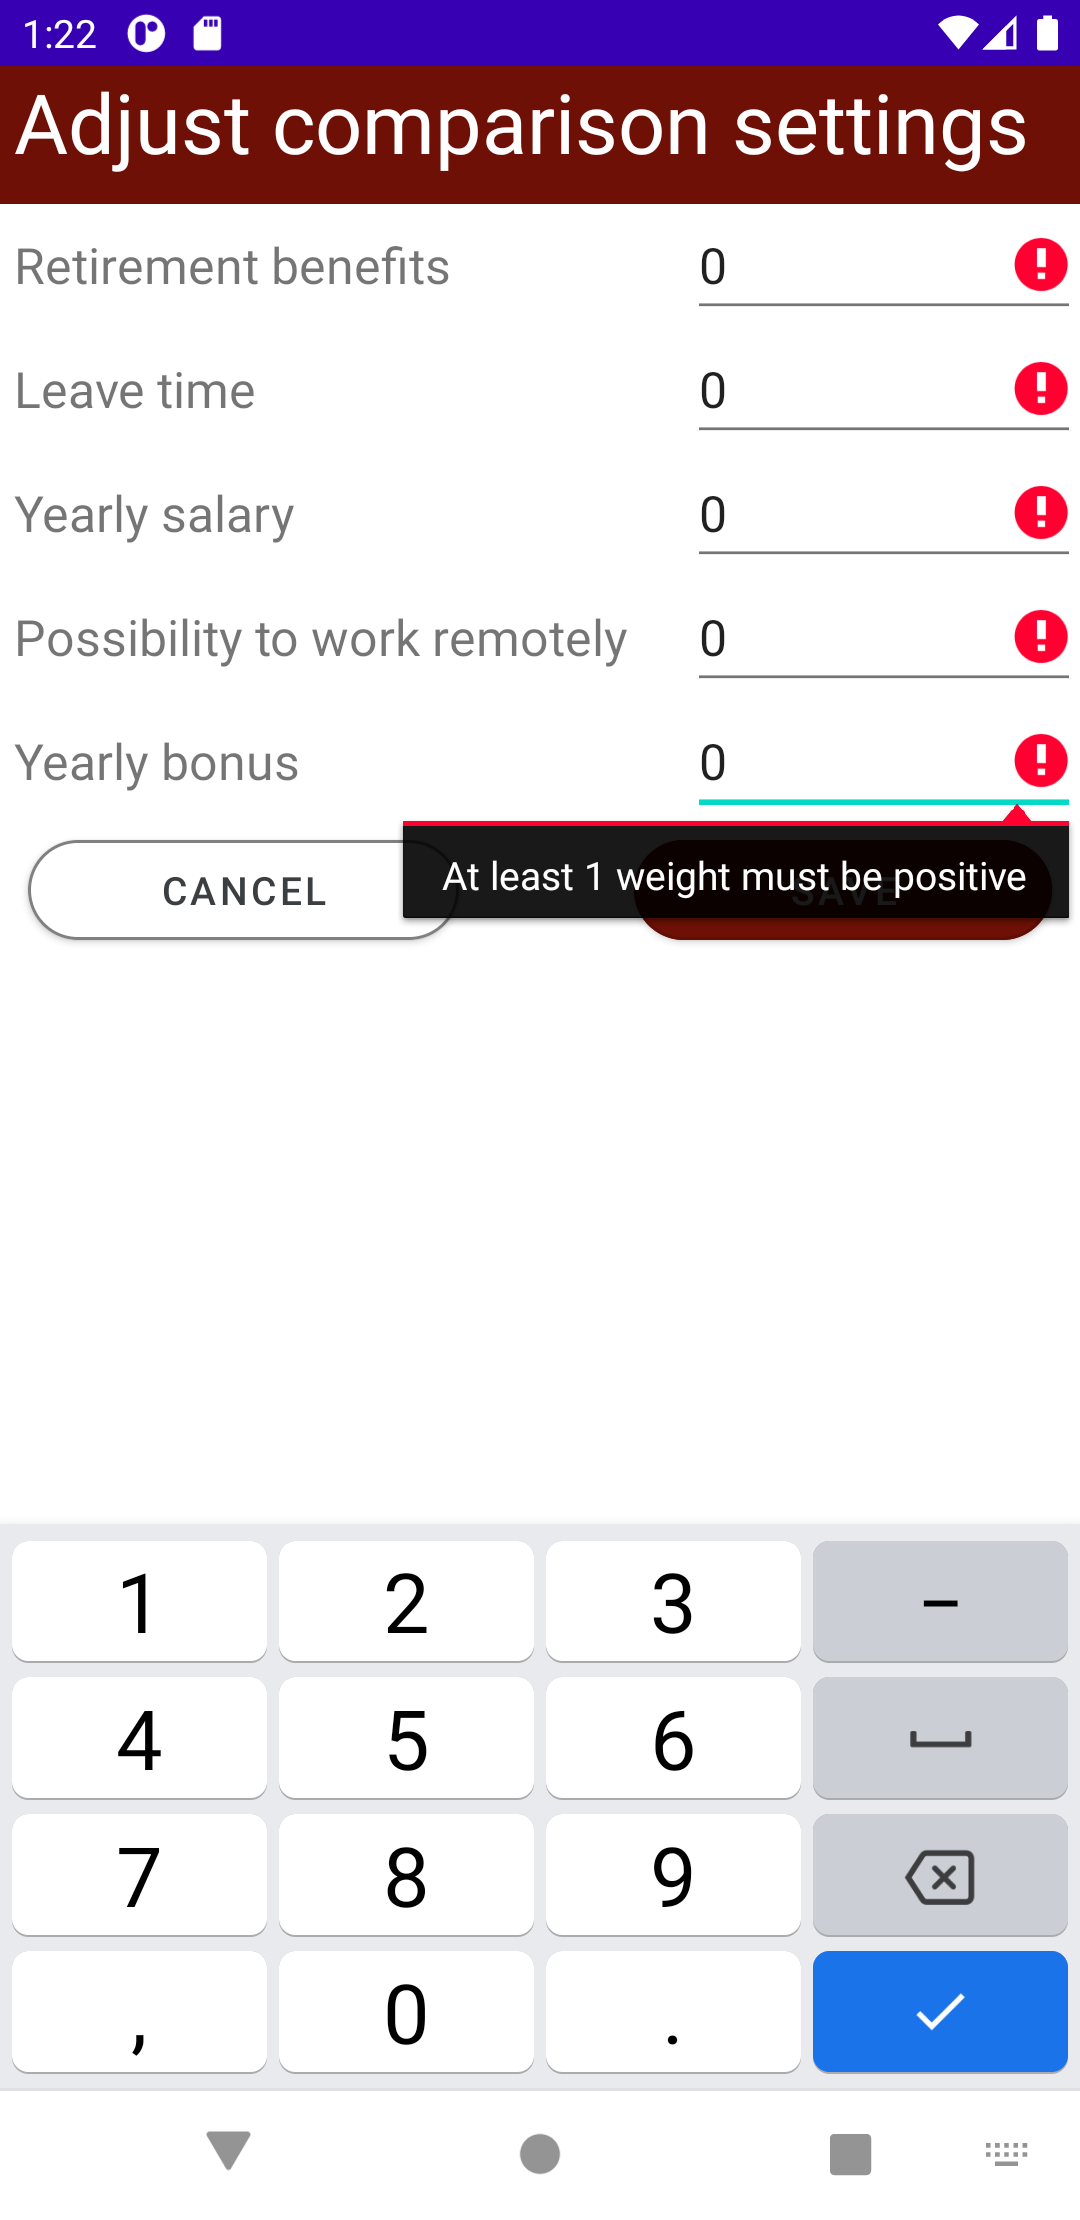 1:22
Adjust comparison settings
Retirement benefits 0
Leave time 0
Yearly salary 0
Possibility to work remotely 0
Yearly bonus 0
At least 1 weight must be positive
CANCEL SAVE
1 2 3 –
4 5 6
7 8 9
, 0 .